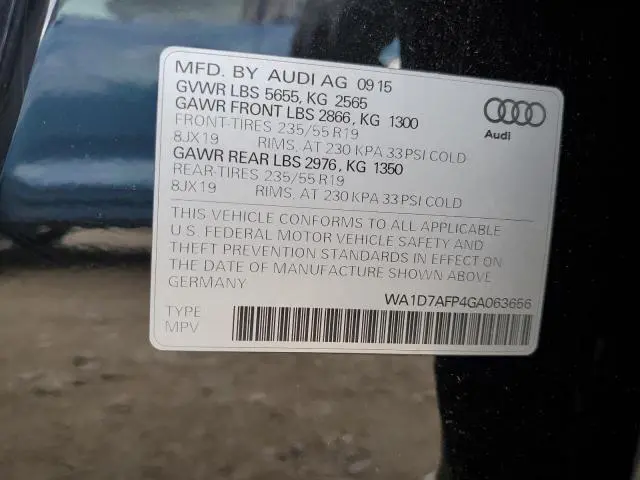 MFD. BY AUDI AG 09 15
GVWR LBS 5655, KG 2565
GAWR FRONT LBS 2866, KG 1300
FRONT-TIRES 235/55 R19
8JX19 RIMS, AT 230 KPA 33 PSI COLD
GAWR REAR LBS 2976, KG 1350
REAR-TIRES 235/55 R19
8JX19 RIMS, AT 230 KPA 33 PSI COLD
Audi
THIS VEHICLE CONFORMS TO ALL APPLICABLE
U.S. FEDERAL MOTOR VEHICLE SAFETY AND
THEFT PREVENTION STANDARDS IN EFFECT ON
THE DATE OF MANUFACTURE SHOWN ABOVE
GERMANY
WA1D7AFP4GA063656
TYPE
MPV